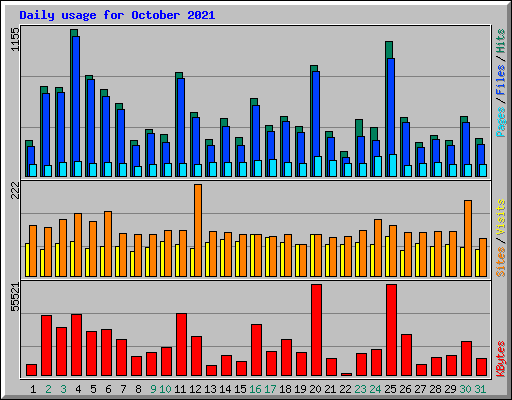 Daily usage for October 2021
1155
Pages / Files / Hits
222
Sites / Visits
55521
KBytes
1 2 3 4 5 6 7 8 9 10 11 12 13 14 15 16 17 18 19 20 21 22 23 24 25 26 27 28 29 30 31